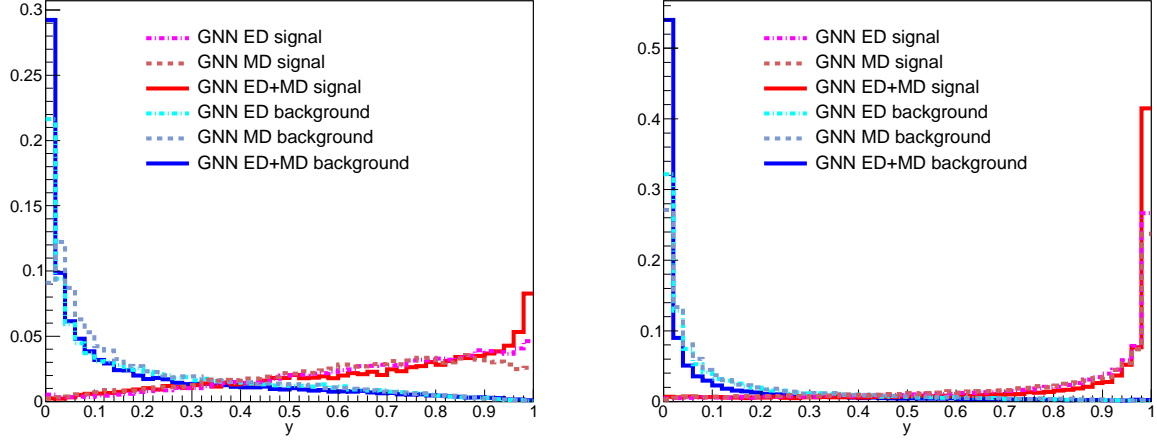 0.3
0.25
0.2
0.15
0.1
0.05
0
GNN ED signal
GNN MD signal
GNN ED+MD signal
GNN ED background
GNN MD background
GNN ED+MD background
0 0.1 0.2 0.3 0.4 0.5 0.6 0.7 0.8 0.9 1
y
0.5
0.4
0.3
0.2
0.1
0
GNN ED signal
GNN MD signal
GNN ED+MD signal
GNN ED background
GNN MD background
GNN ED+MD background
0 0.1 0.2 0.3 0.4 0.5 0.6 0.7 0.8 0.9 1
y